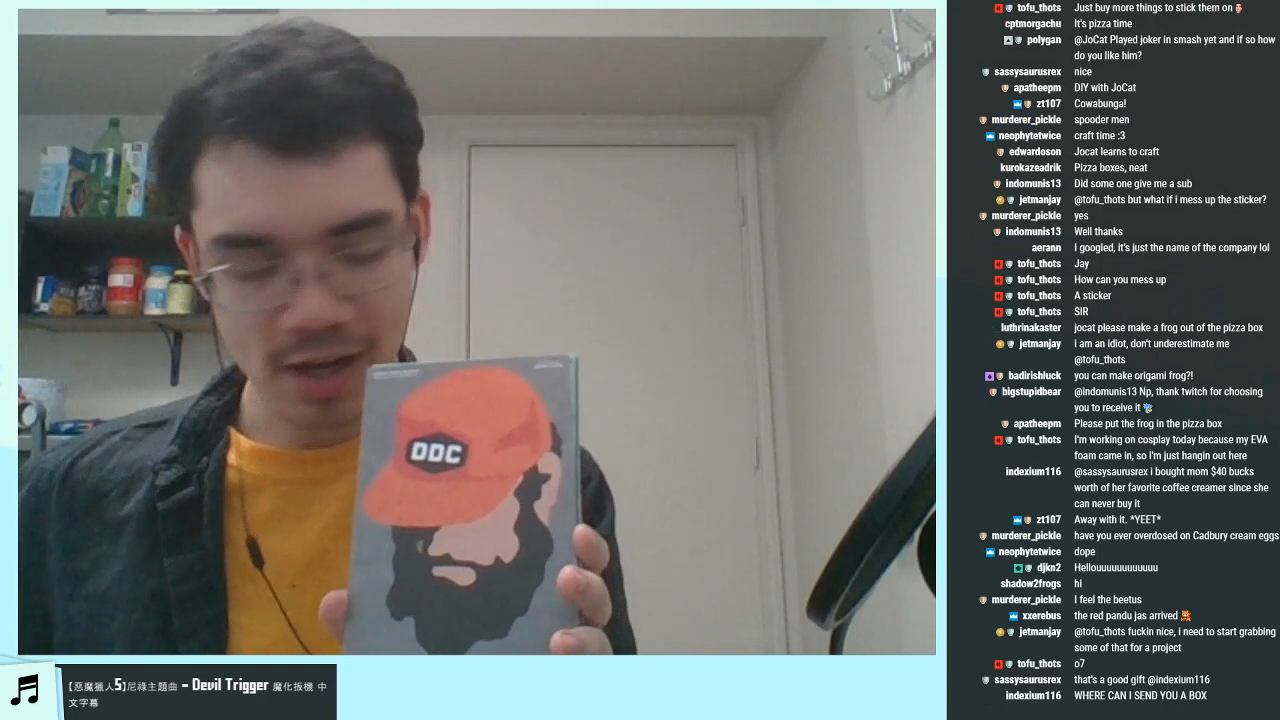 DDC
【惡魔獵人5】尼祿主題曲 - Devil Trigger 魔化扳機 中
文字幕
tofu_thots Just buy more things to stick them on
cptmorgachu It's pizza time
polygan @JoCat Played joker in smash yet and if so how
do you like him?
sassysaurusrex nice
apatheepm DIY with JoCat
zt107 Cowabunga!
murderer_pickle spooder men
neophytetwice craft time :3
edwardoson Jocat learns to craft
kurokazeadrik Pizza boxes, neat
indomunis13 Did some one give me a sub
jetmanjay @tofu_thots but what if i mess up the sticker?
murderer_pickle yes
indomunis13 Well thanks
aerann I googled, it's just the name of the company lol
tofu_thots Jay
tofu_thots How can you mess up
tofu_thots A sticker
tofu_thots SIR
luthrinakaster jocat please make a frog out of the pizza box
jetmanjay i am an idiot, don't underestimate me
@tofu_thots
badirishluck you can make origami frog?!
bigstupidbear @indomunis13 Np, thank twitch for choosing
you to receive it
apatheepm Please put the frog in the pizza box
tofu_thots I'm working on cosplay today because my EVA
foam came in, so I'm just hangin out here
indexium116 @sassysaurusrex i bought mom $40 bucks
worth of her favorite coffee creamer since she
can never buy it
zt107 Away with it. *YEET*
murderer_pickle have you ever overdosed on Cadbury cream eggs
neophytetwice dope
djkn2 Hellouuuuuuuuuuuu
shadow2frogs hi
murderer_pickle I feel the beetus
xxerebus the red pandu jas arrived
jetmanjay @tofu_thots fuckin nice, i need to start grabbing
some of that for a project
tofu_thots o7
sassysaurusrex that's a good gift @indexium116
indexium116 WHERE CAN I SEND YOU A BOX